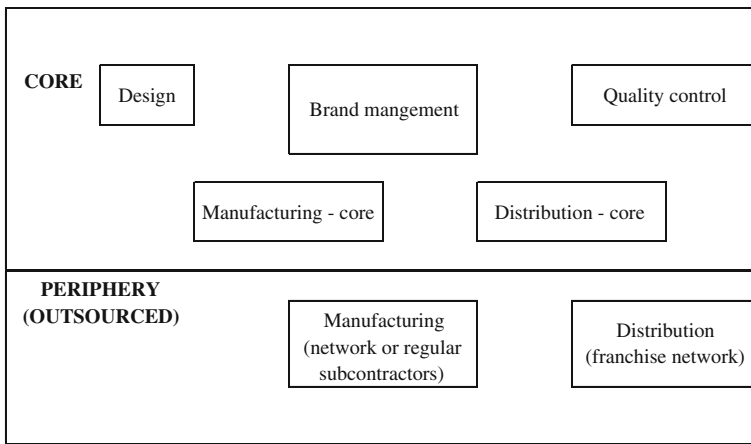 CORE
Design
Brand mangement
Quality control
Manufacturing - core
Distribution - core
PERIPHERY
(OUTSOURCED)
Manufacturing
(network or regular
subcontractors)
Distribution
(franchise network)